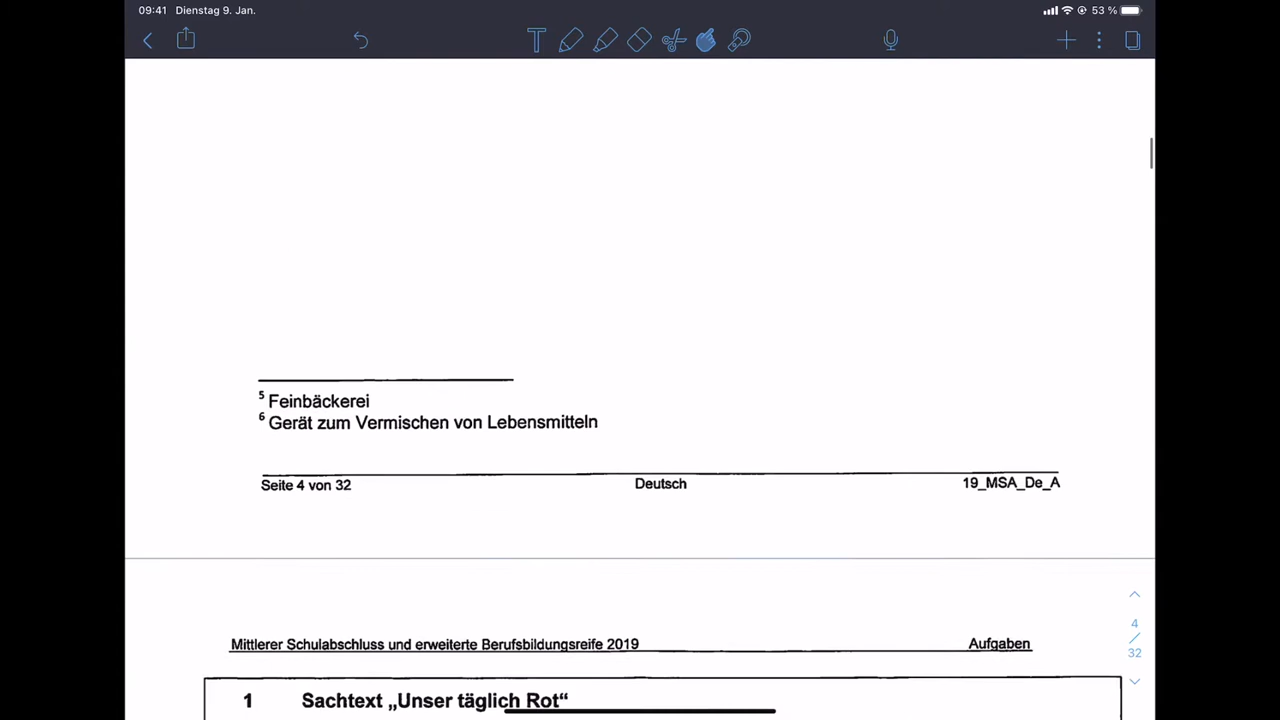 09:41 Dienstag 9. Jan. 53 %
5 Feinbäckerei
6 Gerät zum Vermischen von Lebensmitteln
Seite 4 von 32 Deutsch 19_MSA_De_A
4
/
32
Mittlerer Schulabschluss und erweiterte Berufsbildungsreife 2019 Aufgaben
1 Sachtext „Unser täglich Rot“